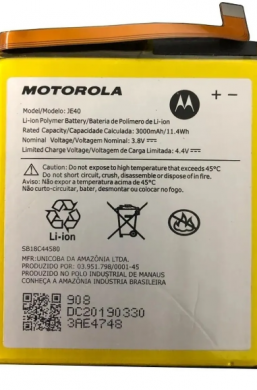 MOTOROLA
+ −
Model/Modelo: JE40
Li-ion Polymer Battery/Bateria de Polímero de Li-ion
Rated Capacity/Capacidade Calculada: 3000mAh/11.4Wh
Nominal Voltage /Voltagem Nominal: 3.8V
Limited Charge Voltage/Voltagem de Carga Limitada: 4.4V
Caution: Do not expose to high temperature that exceeds 45°C
Do not short circuit, crush, disassemble or dispose of in fire.
Aviso: Não expor a temperatura acima de 45°C
Não curto-circuitar, bater, desmontar ou colocar no fogo.
Li-ion
SB18C44580
MFR.:UNICOBA DA AMAZÔNIA LTDA.
PRODUZIDO POR: 03.951.798/0001-45
PRODUZIDO NO POLO INDUSTRIAL DE MANAUS
CONHEÇA A AMAZÔNIA INDÚSTRIA BRASILEIRA
908
DC20190330
3AE4748